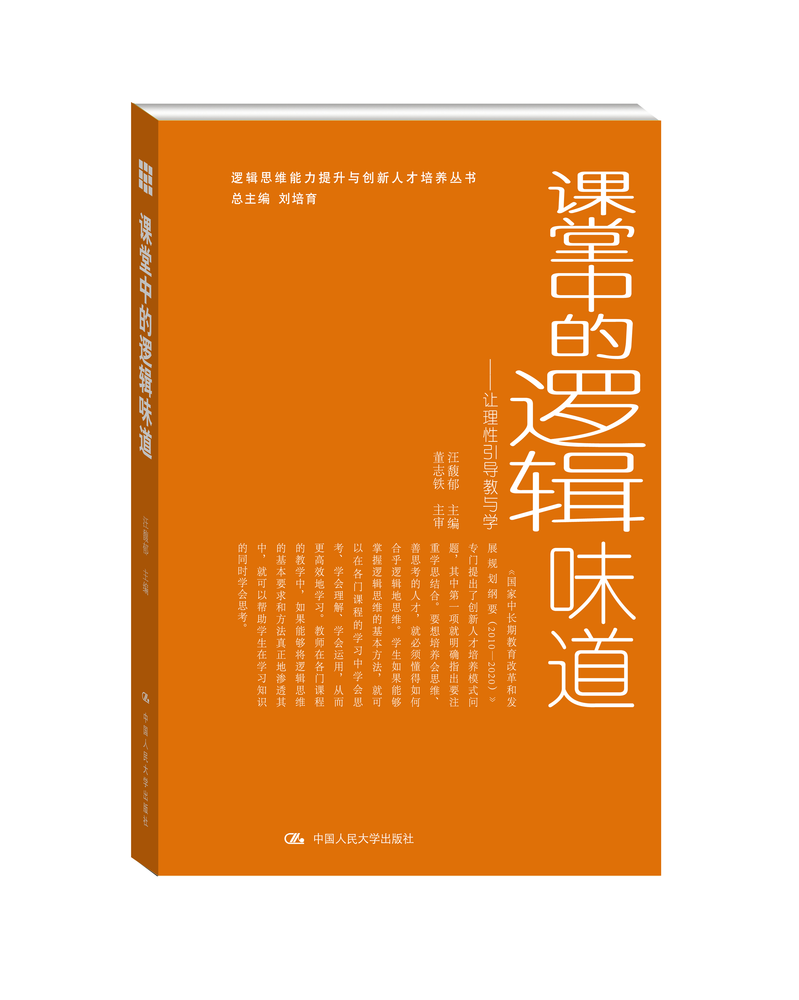 逻辑思维能力提升与创新人才培养丛书
总主编 刘培育
课堂中的逻辑味道
——让理性引导教与学
汪馥郁 主编
董志铁 主审
《国家中长期教育改革和发
展规划纲要（2010—2020）》
专门提出了创新人才培养模式问
题，其中第一项就明确指出要注
重学思结合。要想培养会思维、
善思考的人才，就必须懂得如何
合乎逻辑地思维。学生如果能够
掌握逻辑思维的基本方法，就可
以在各门课程的学习中学会思
考、学会理解、学会运用，从而
更高效地学习。教师在各门课程
的教学中，如果能够将逻辑思维
的基本要求和方法真正地渗透其
中，就可以帮助学生在学习知识
的同时学会思考。
中国人民大学出版社
课堂中的逻辑味道
汪馥郁 主编
中国人民大学出版社